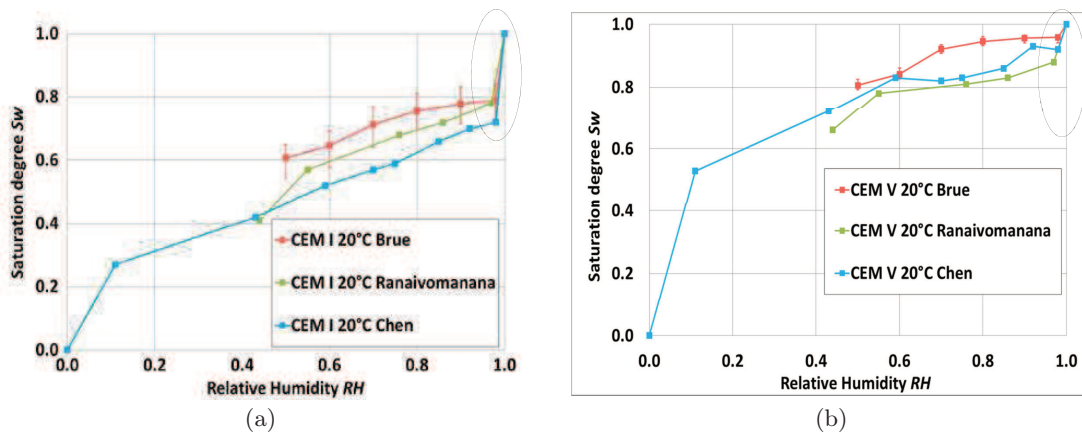 1.0
0.8
0.6
0.4
0.2
0.0
Saturation degree Sw
0.0 0.2 0.4 0.6 0.8 1.0
Relative Humidity RH
CEM I 20°C Brue
CEM I 20°C Ranaivomanana
CEM I 20°C Chen
(a)
1.0
0.8
0.6
0.4
0.2
0.0
Saturation degree Sw
0.0 0.2 0.4 0.6 0.8 1.0
Relative Humidity RH
CEM V 20°C Brue
CEM V 20°C Ranaivomanana
CEM V 20°C Chen
(b)